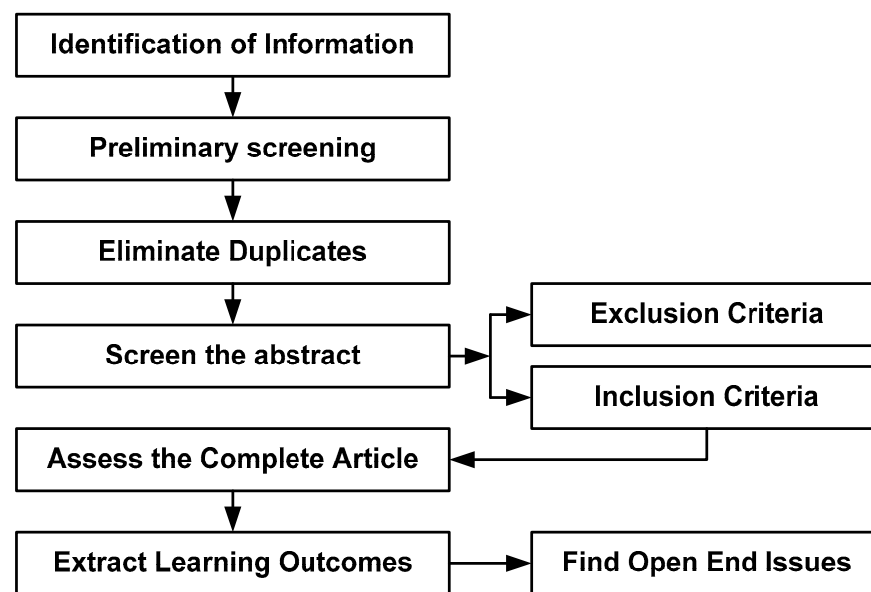 Identification of Information
Preliminary screening
Eliminate Duplicates
Screen the abstract
Exclusion Criteria
Inclusion Criteria
Assess the Complete Article
Extract Learning Outcomes
Find Open End Issues